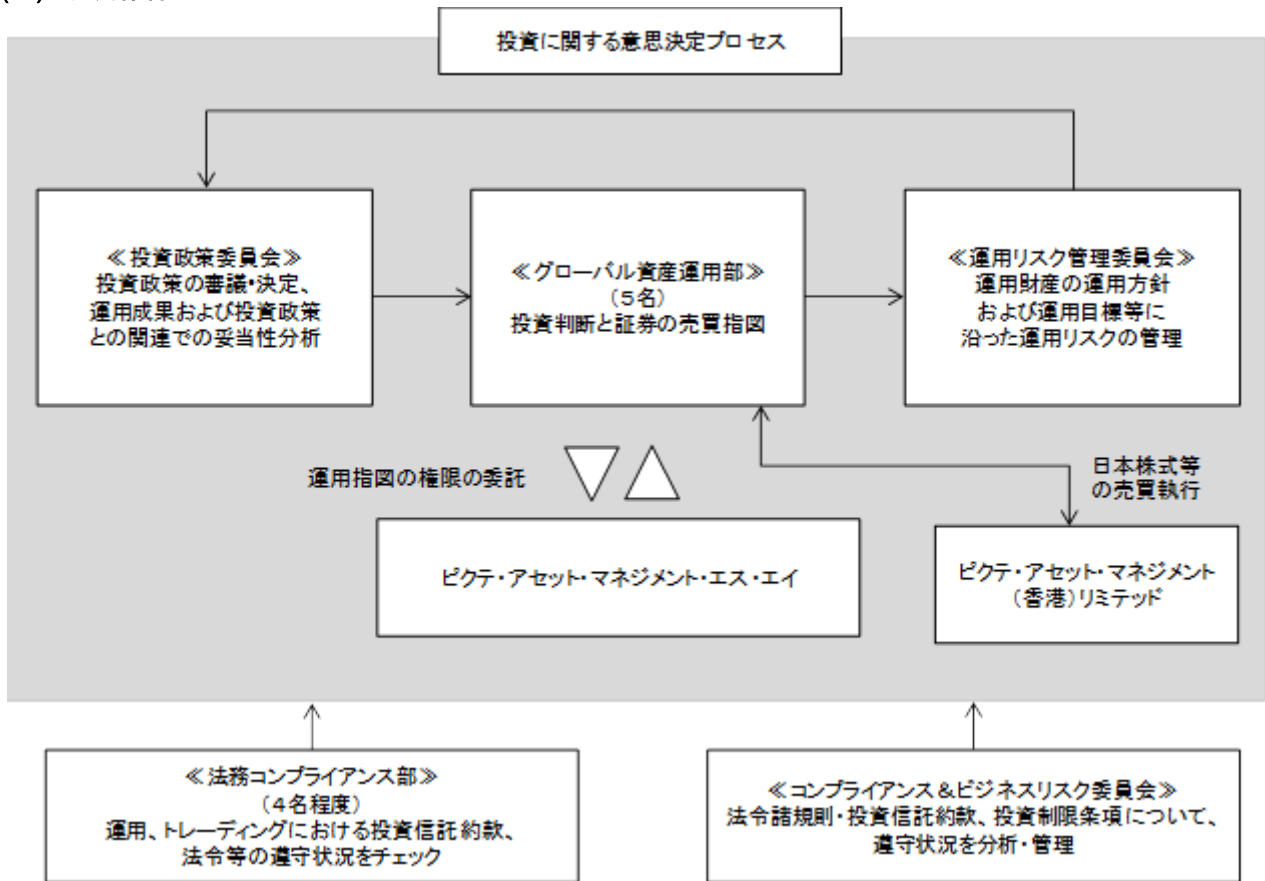 投資に関する意思決定プロセス
≪投資政策委員会≫
投資政策の審議・決定、
運用成果および投資政策
との関連での妥当性分析
≪グローバル資産運用部≫
（５名）
投資判断と証券の売買指図
≪運用リスク管理委員会≫
運用財産の運用方針
および運用目標等に
沿った運用リスクの管理
運用指図の権限の委託
日本株式等
の売買執行
ピクテ・アセット・マネジメント・エス・エイ
ピクテ・アセット・マネジメント
（香港）リミテッド
≪法務コンプライアンス部≫
（４名程度）
運用、トレーディングにおける投資信託約款、
法令等の遵守状況をチェック
≪コンプライアンス＆ビジネスリスク委員会≫
法令諸規則・投資信託約款、投資制限条項について、
遵守状況を分析・管理